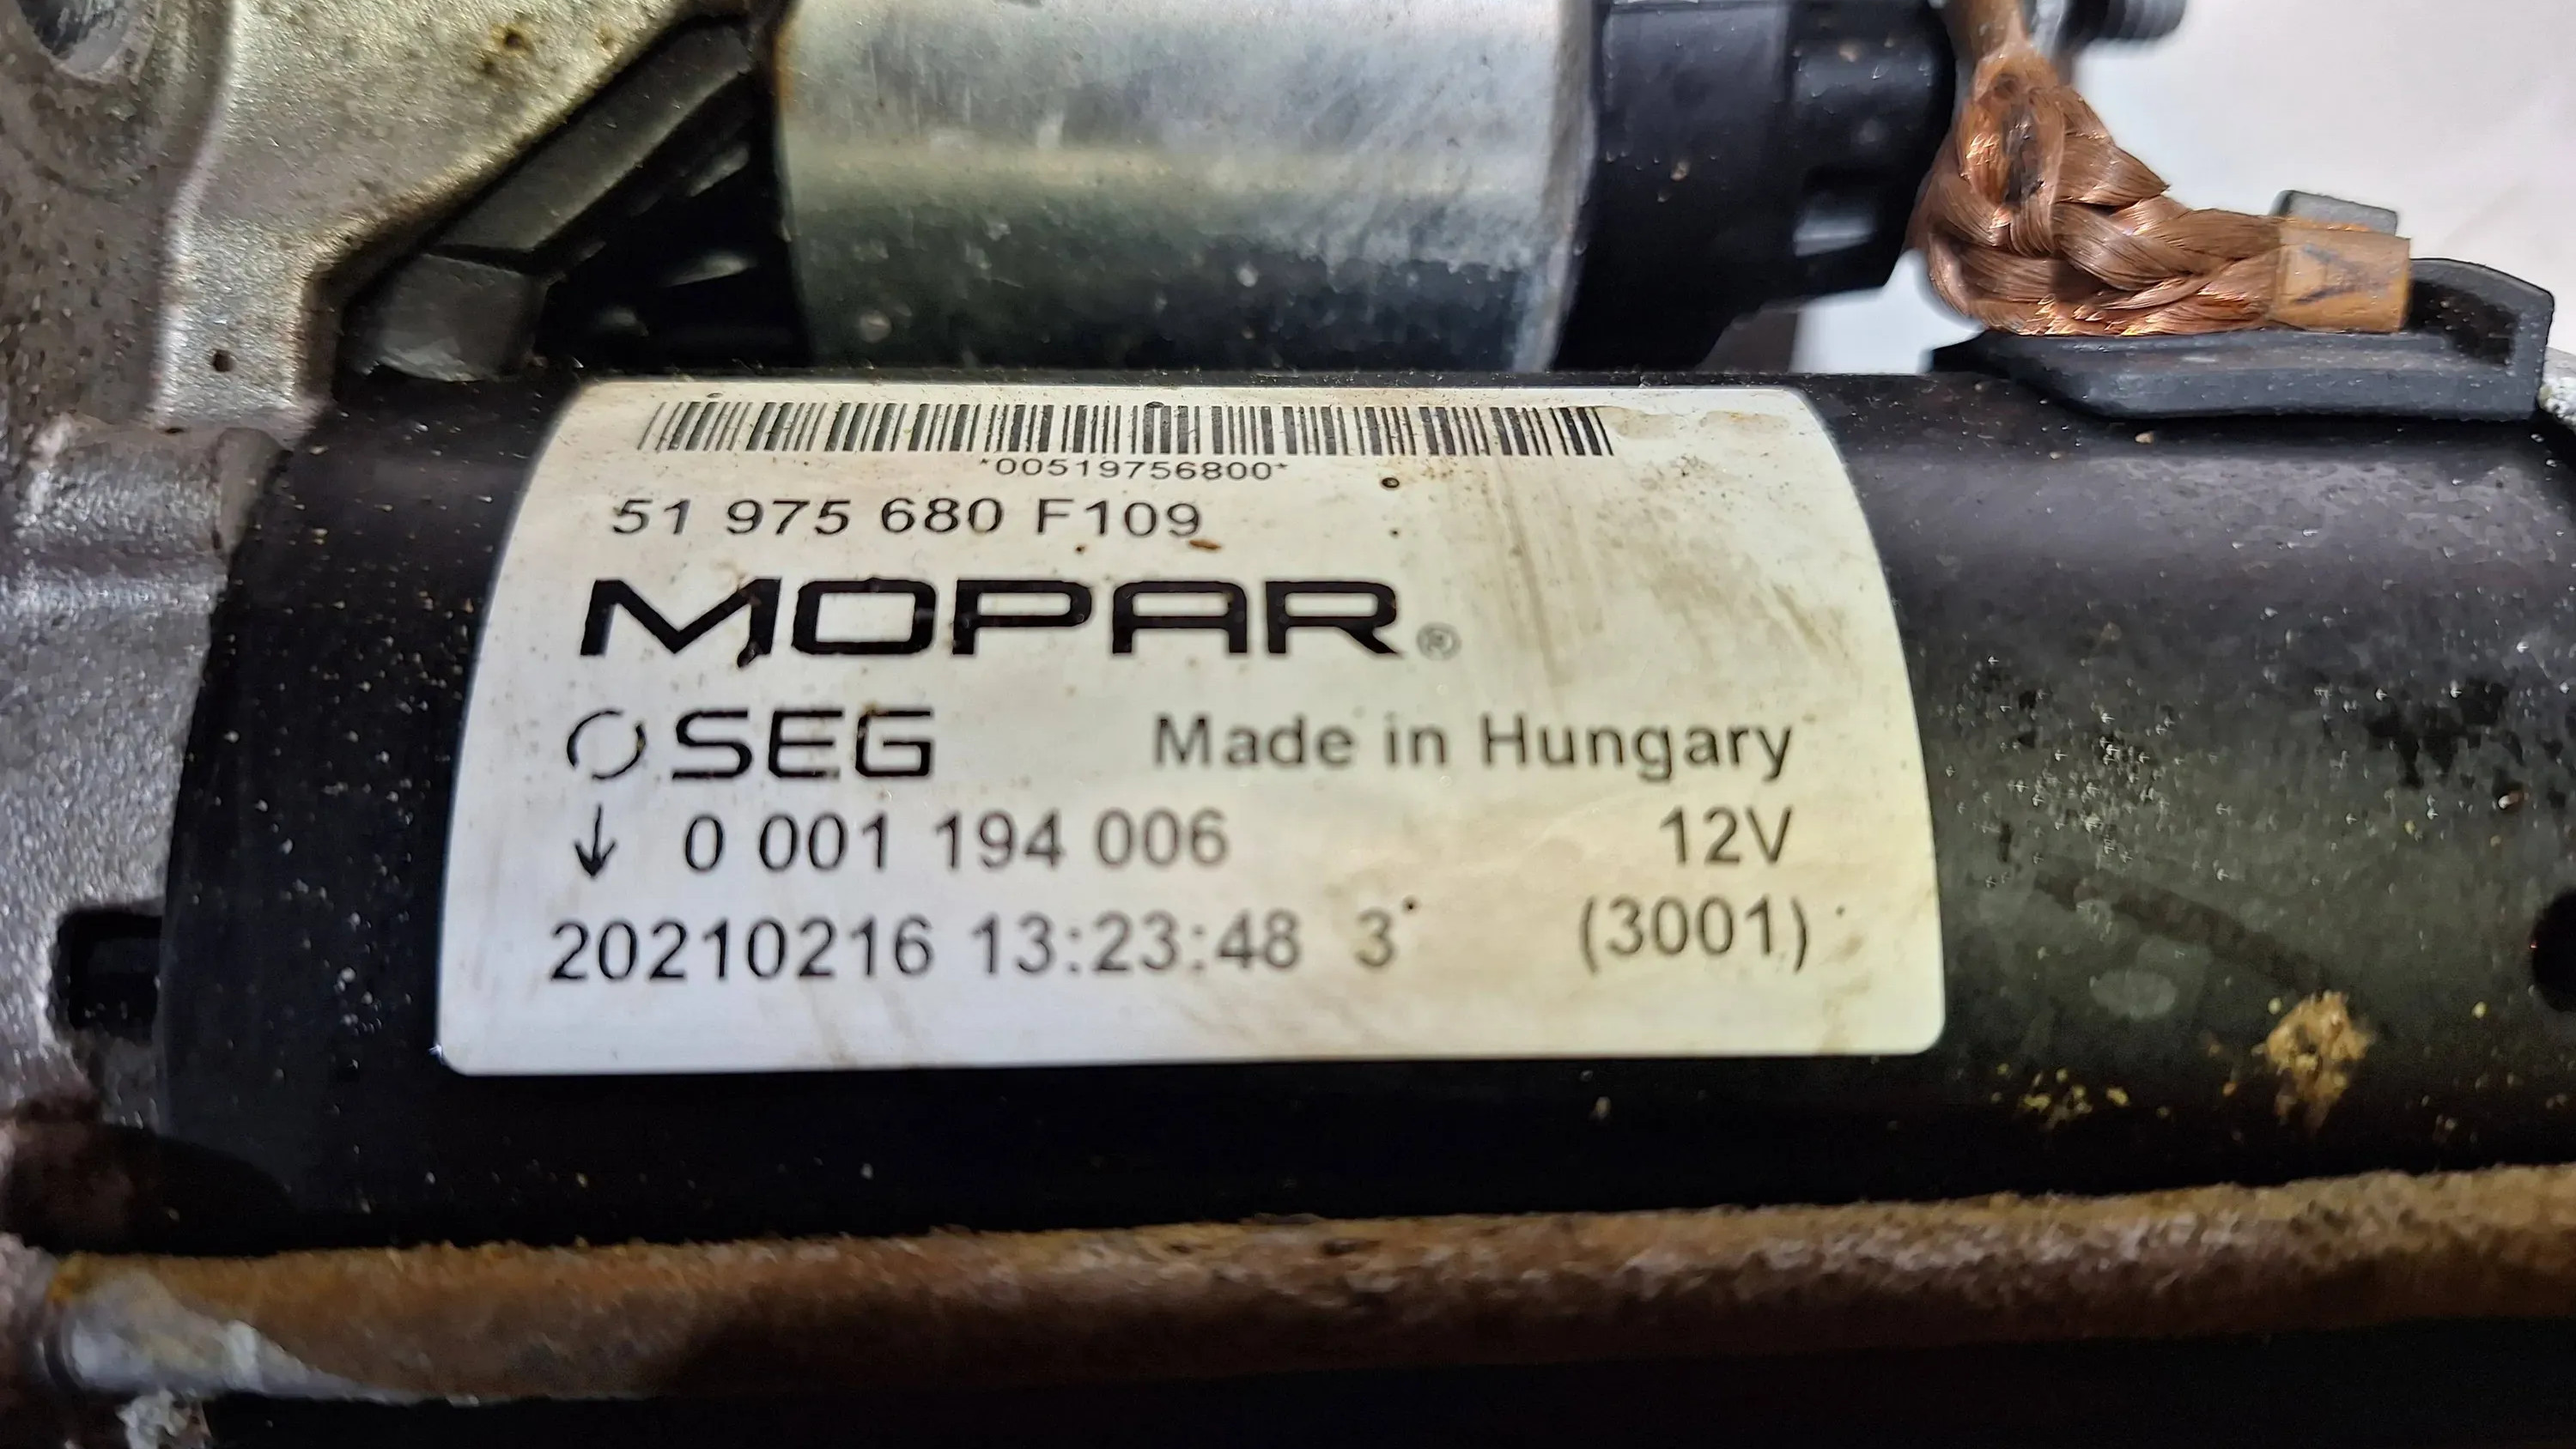 *00519756800*
51 975 680 F109
MOPAR®
SEG Made in Hungary
↓ 0 001 194 006 12V
20210216 13:23:48 3 (3001)
A